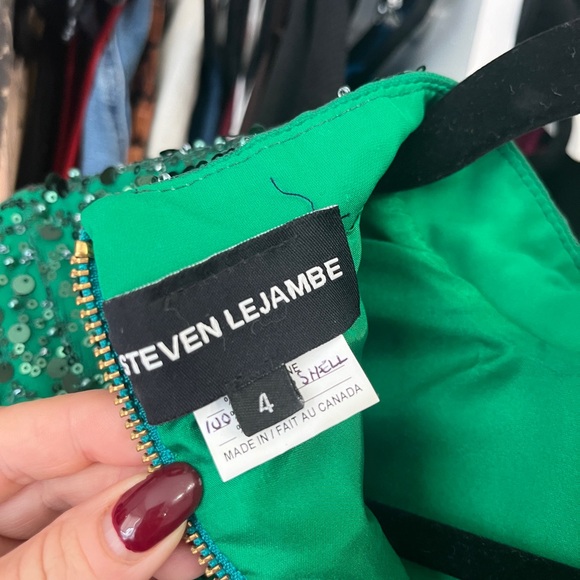 STEVEN LEJAMBE
100
SHELL
4
MADE IN / FAIT AU CANADA